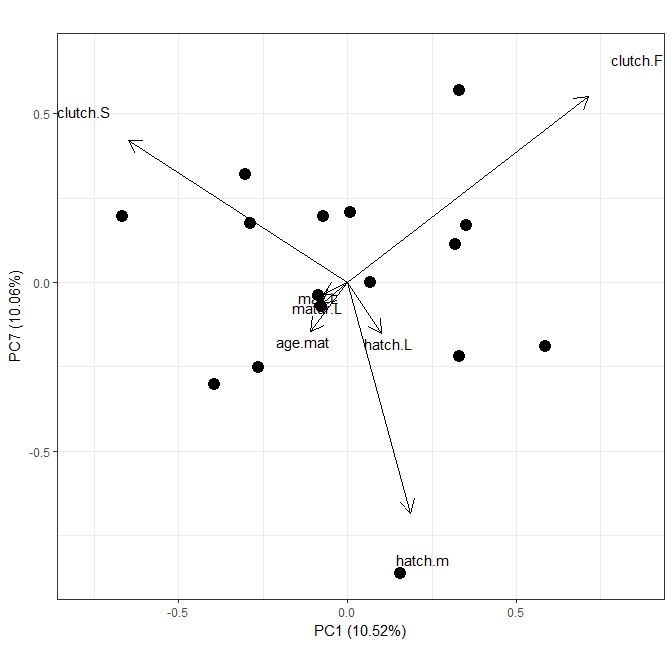 clutch.F
clutch.S
0.5
0.0
matur.L
age.mat
hatch.L
-0.5
hatch.m
-0.5
0.0
0.5
PC1 (10.52%)
PC7 (10.06%)